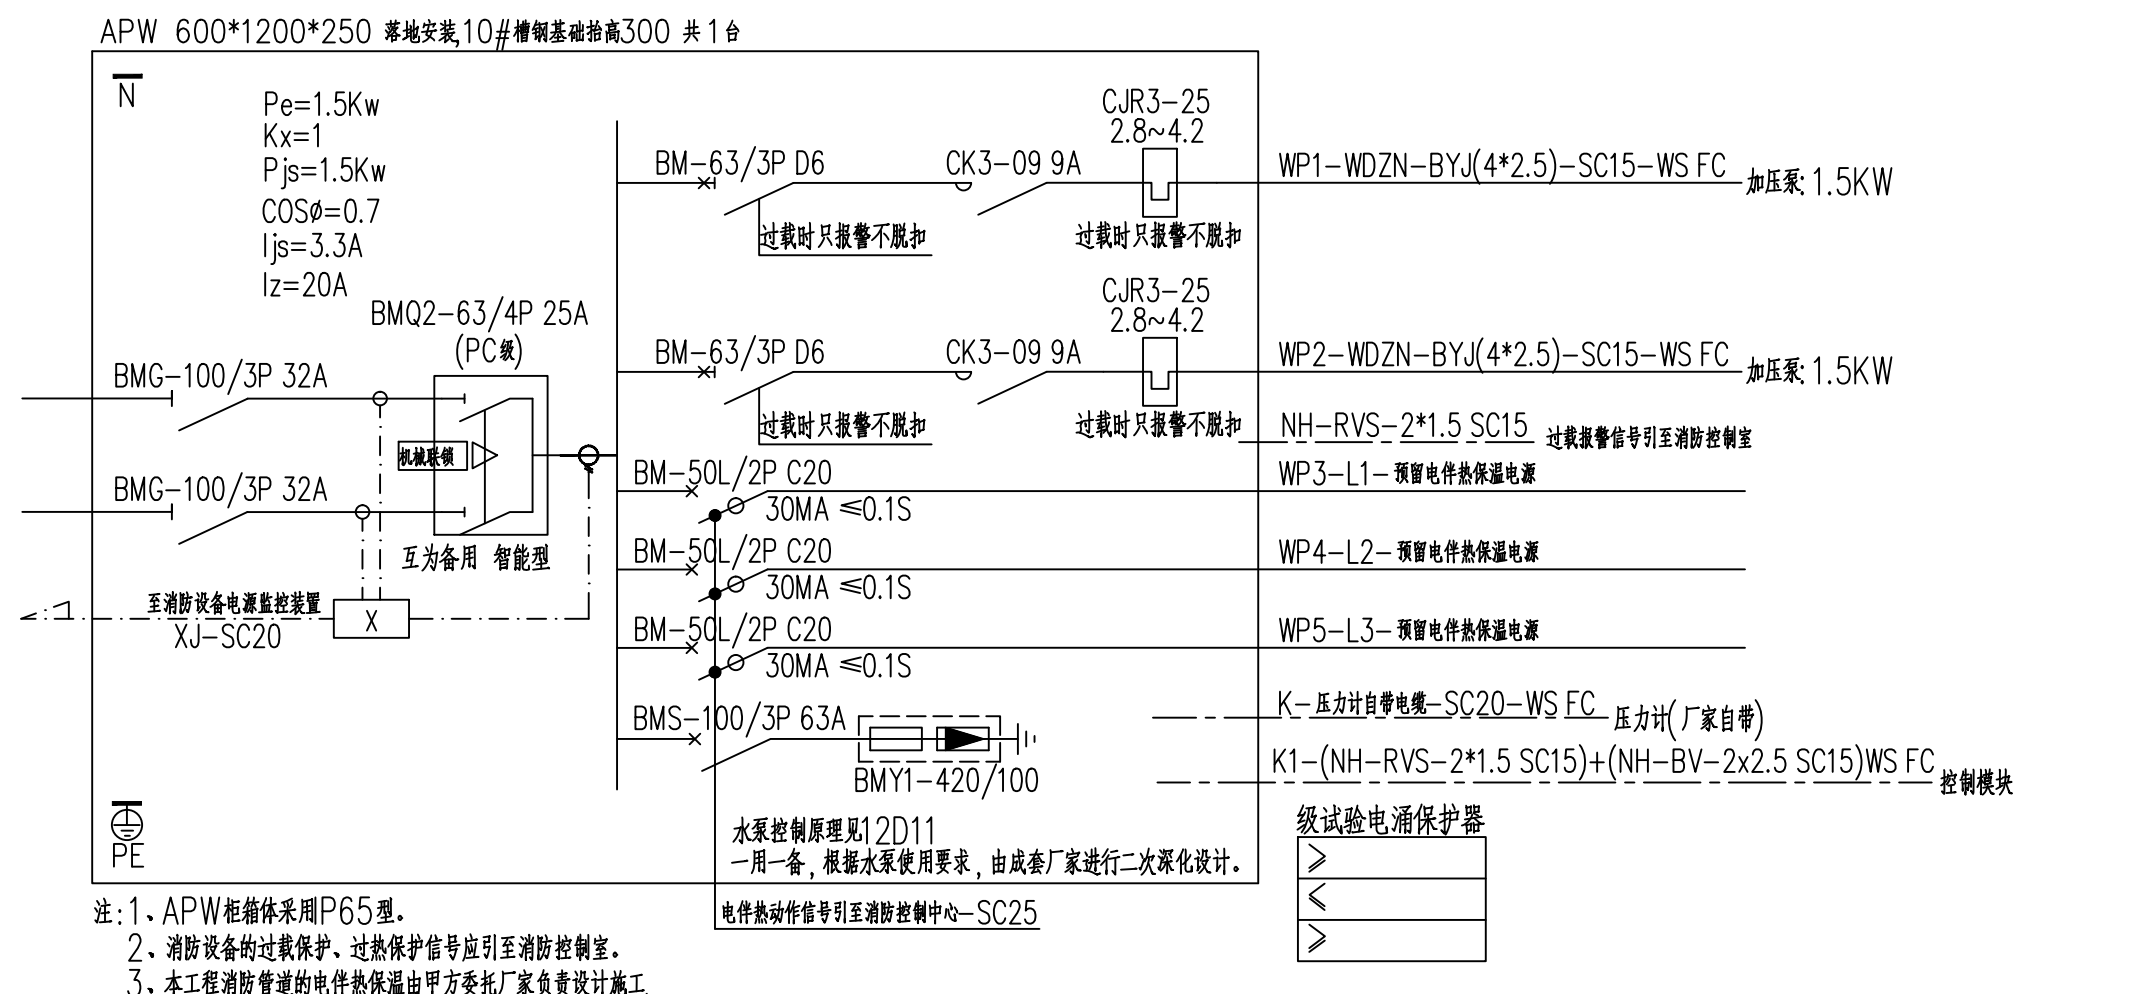 APW 600*1200*250 落地安装,10#槽钢基础抬高300 共1台
N
Pe=1.5Kw
Kx=1
Pjs=1.5Kw
COSø=0.7
Ijs=3.3A
Iz=20A
BMQ2-63/4P 25A
(PC级)
BMG-100/3P 32A
机械联锁
BMG-100/3P 32A
互为备用 智能型
至消防设备电源监控装置
XJ-SC20
X
BM-63/3P D6
过载时只报警不脱扣
CK3-09 9A
CJR3-25
2.8~4.2
过载时只报警不脱扣
WP1-WDZN-BYJ(4*2.5)-SC15-WS FC
加压泵: 1.5KW
BM-63/3P D6
过载时只报警不脱扣
CK3-09 9A
CJR3-25
2.8~4.2
过载时只报警不脱扣
WP2-WDZN-BYJ(4*2.5)-SC15-WS FC
加压泵: 1.5KW
NH-RVS-2*1.5 SC15
过载报警信号引至消防控制室
BM-50L/2P C20
30MA ≤0.1S
WP3-L1-预留电伴热保温电源
BM-50L/2P C20
30MA ≤0.1S
WP4-L2-预留电伴热保温电源
BM-50L/2P C20
30MA ≤0.1S
WP5-L3-预留电伴热保温电源
BMS-100/3P 63A
BMY1-420/100
K-压力计自带电缆-SC20-WS FC
压力计(厂家自带)
K1-(NH-RVS-2*1.5 SC15)+(NH-BV-2x2.5 SC15)WS FC
控制模块
PE
水泵控制原理见12D11
一用一备,根据水泵使用要求,由成套厂家进行二次深化设计。
级试验电涌保护器
电伴热动作信号引至消防控制中心-SC25
注:1、APW柜箱体采用IP65型。
2、消防设备的过载保护、过热保护信号应引至消防控制室。
3、本工程消防管道的电伴热保温由甲方委托厂家负责设计施工